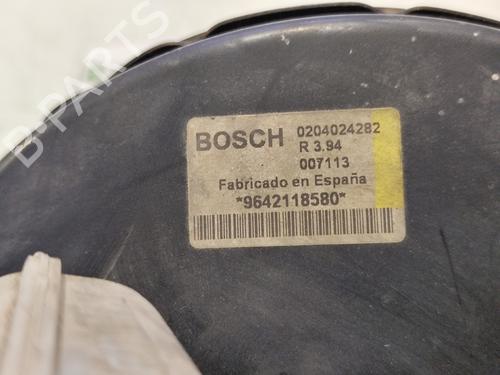 B-PARTS
BOSCH 0204024282
R 3.94
007113
Fabricado en España
*9642118580*